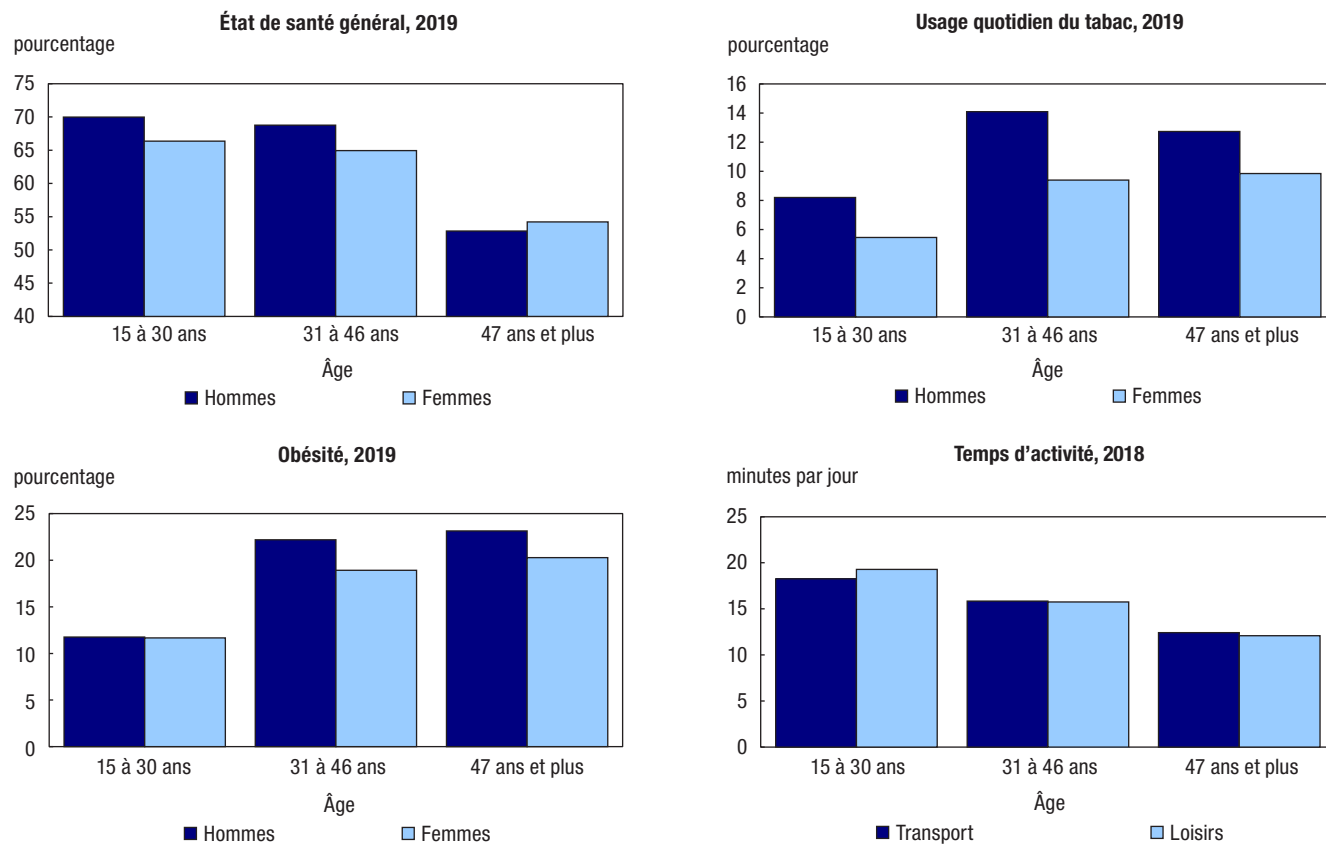 État de santé général, 2019
pourcentage
75
70
65
60
55
50
45
40
15 à 30 ans 31 à 46 ans 47 ans et plus
Âge
Hommes Femmes
Usage quotidien du tabac, 2019
pourcentage
16
14
12
10
8
6
4
2
0
15 à 30 ans 31 à 46 ans 47 ans et plus
Âge
Hommes Femmes
Obésité, 2019
pourcentage
25
20
15
10
5
0
15 à 30 ans 31 à 46 ans 47 ans et plus
Âge
Hommes Femmes
Temps d’activité, 2018
minutes par jour
25
20
15
10
5
0
15 à 30 ans 31 à 46 ans 47 ans et plus
Âge
Transport Loisirs